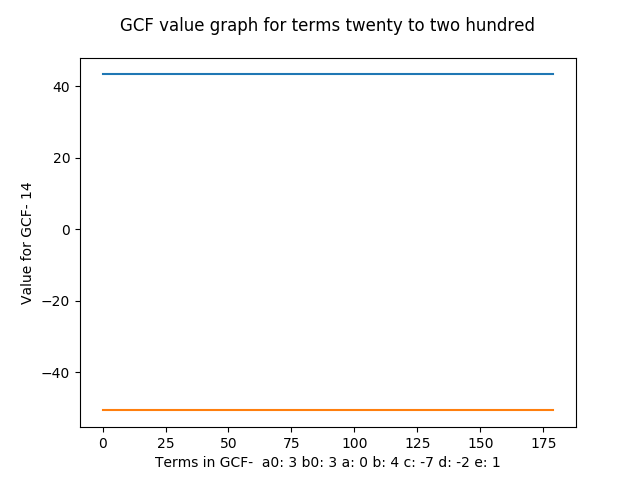 GCF value graph for terms twenty to two hundred
40
20
0
−20
−40
Value for GCF- 14
0 25 50 75 100 125 150 175
Terms in GCF-  a0: 3 b0: 3 a: 0 b: 4 c: -7 d: -2 e: 1